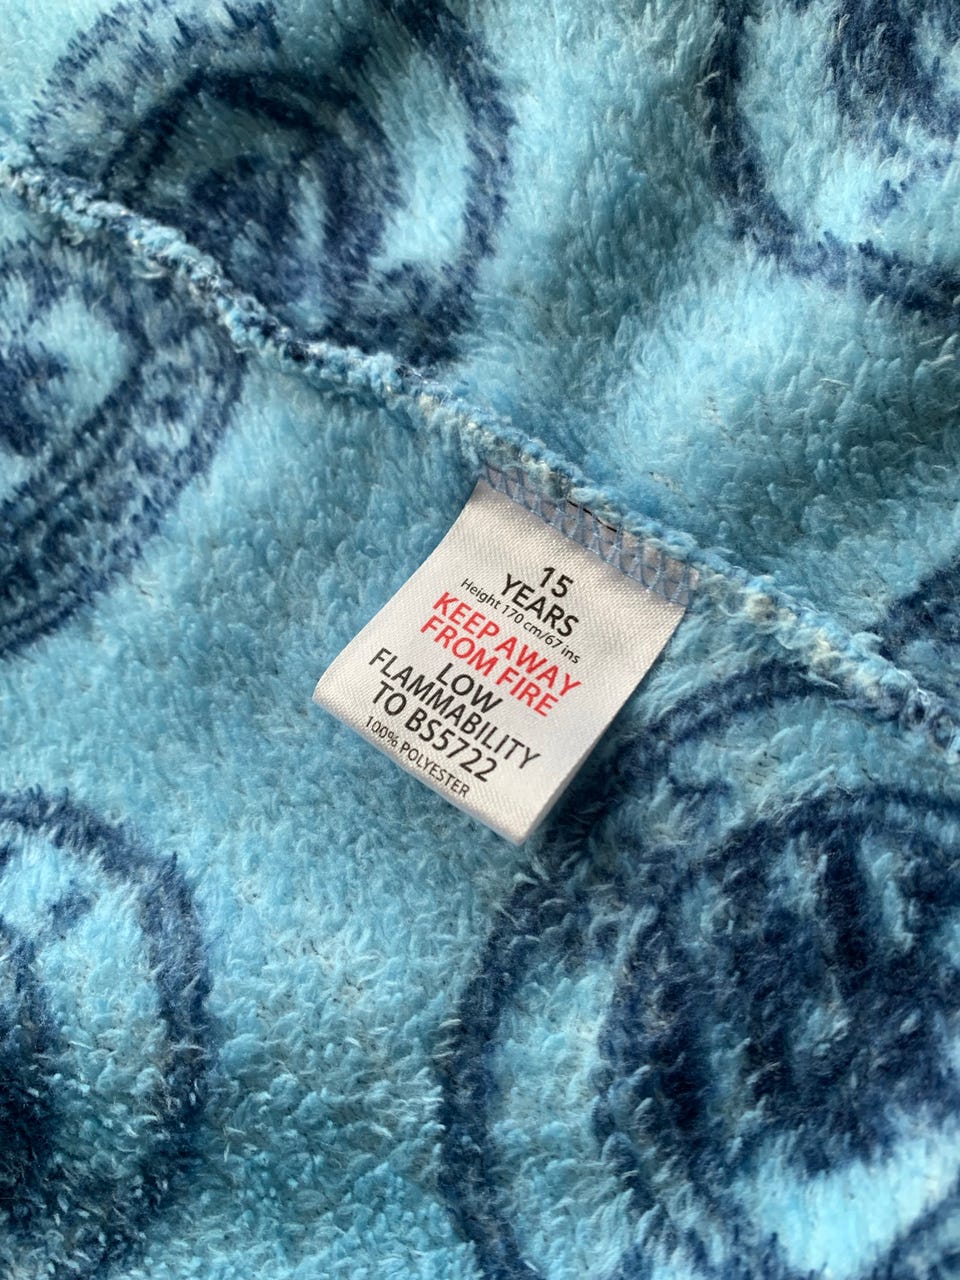 15
YEARS
Height 170 cm/67 ins
KEEP AWAY
FROM FIRE
LOW
FLAMMABILITY
TO BS5722
100% POLYESTER